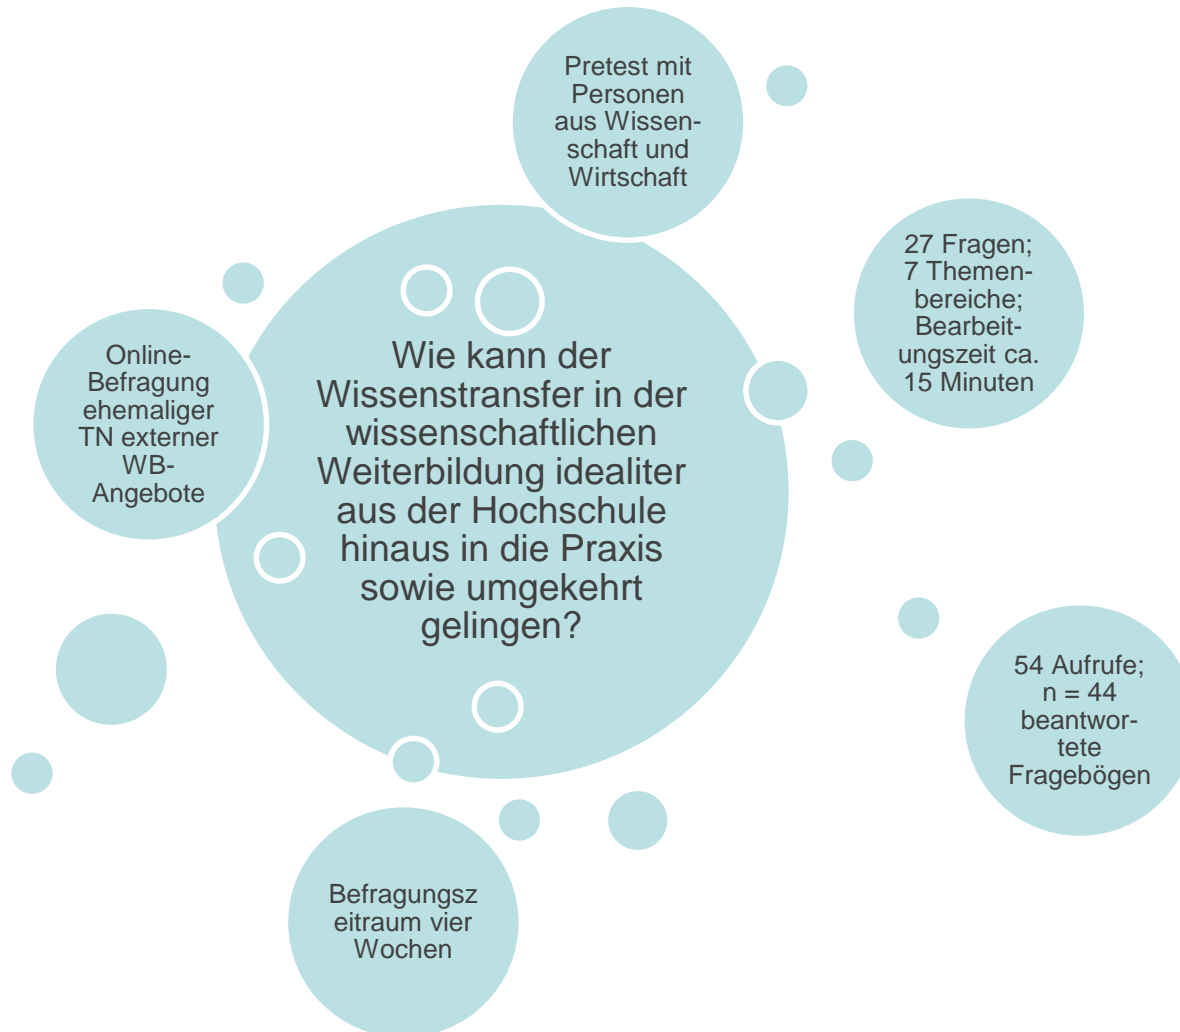 Pretest mit
Personen
aus Wissen-
schaft und
Wirtschaft
27 Fragen;
7 Themen-
bereiche;
Bearbeit-
ungszeit ca.
15 Minuten
Online-
Befragung
ehemaliger
TN externer
WB-
Angebote
Wie kann der
Wissenstransfer in der
wissenschaftlichen
Weiterbildung idealiter
aus der Hochschule
hinaus in die Praxis
sowie umgekehrt
gelingen?
54 Aufrufe;
n = 44
beantwor-
tete
Fragebögen
Befragungsz
eitraum vier
Wochen